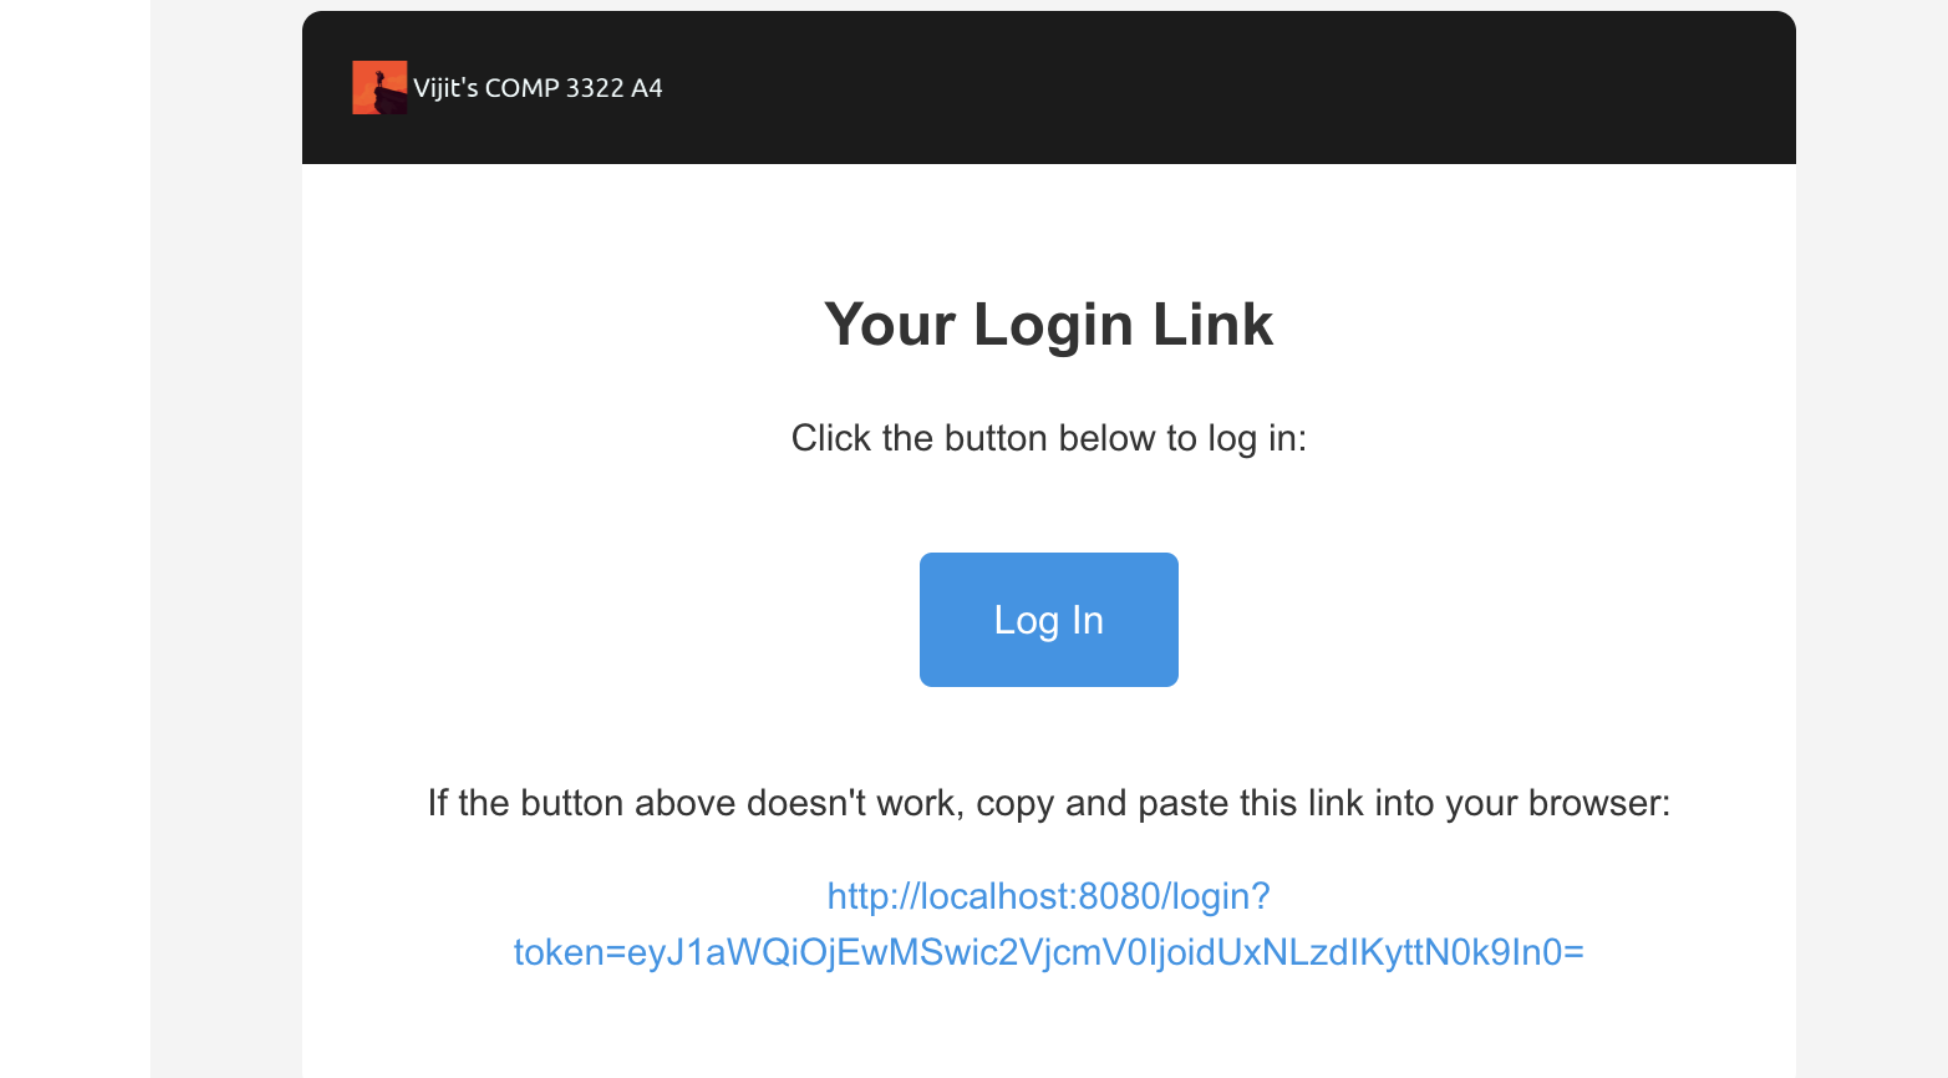 Vijit's COMP 3322 A4
Your Login Link
Click the button below to log in:
Log In
If the button above doesn't work, copy and paste this link into your browser:
http://localhost:8080/login?
token=eyJ1aWQiOjEwMSwic2VjcmV0IjoidUxNLzdIKyttN0k9In0=